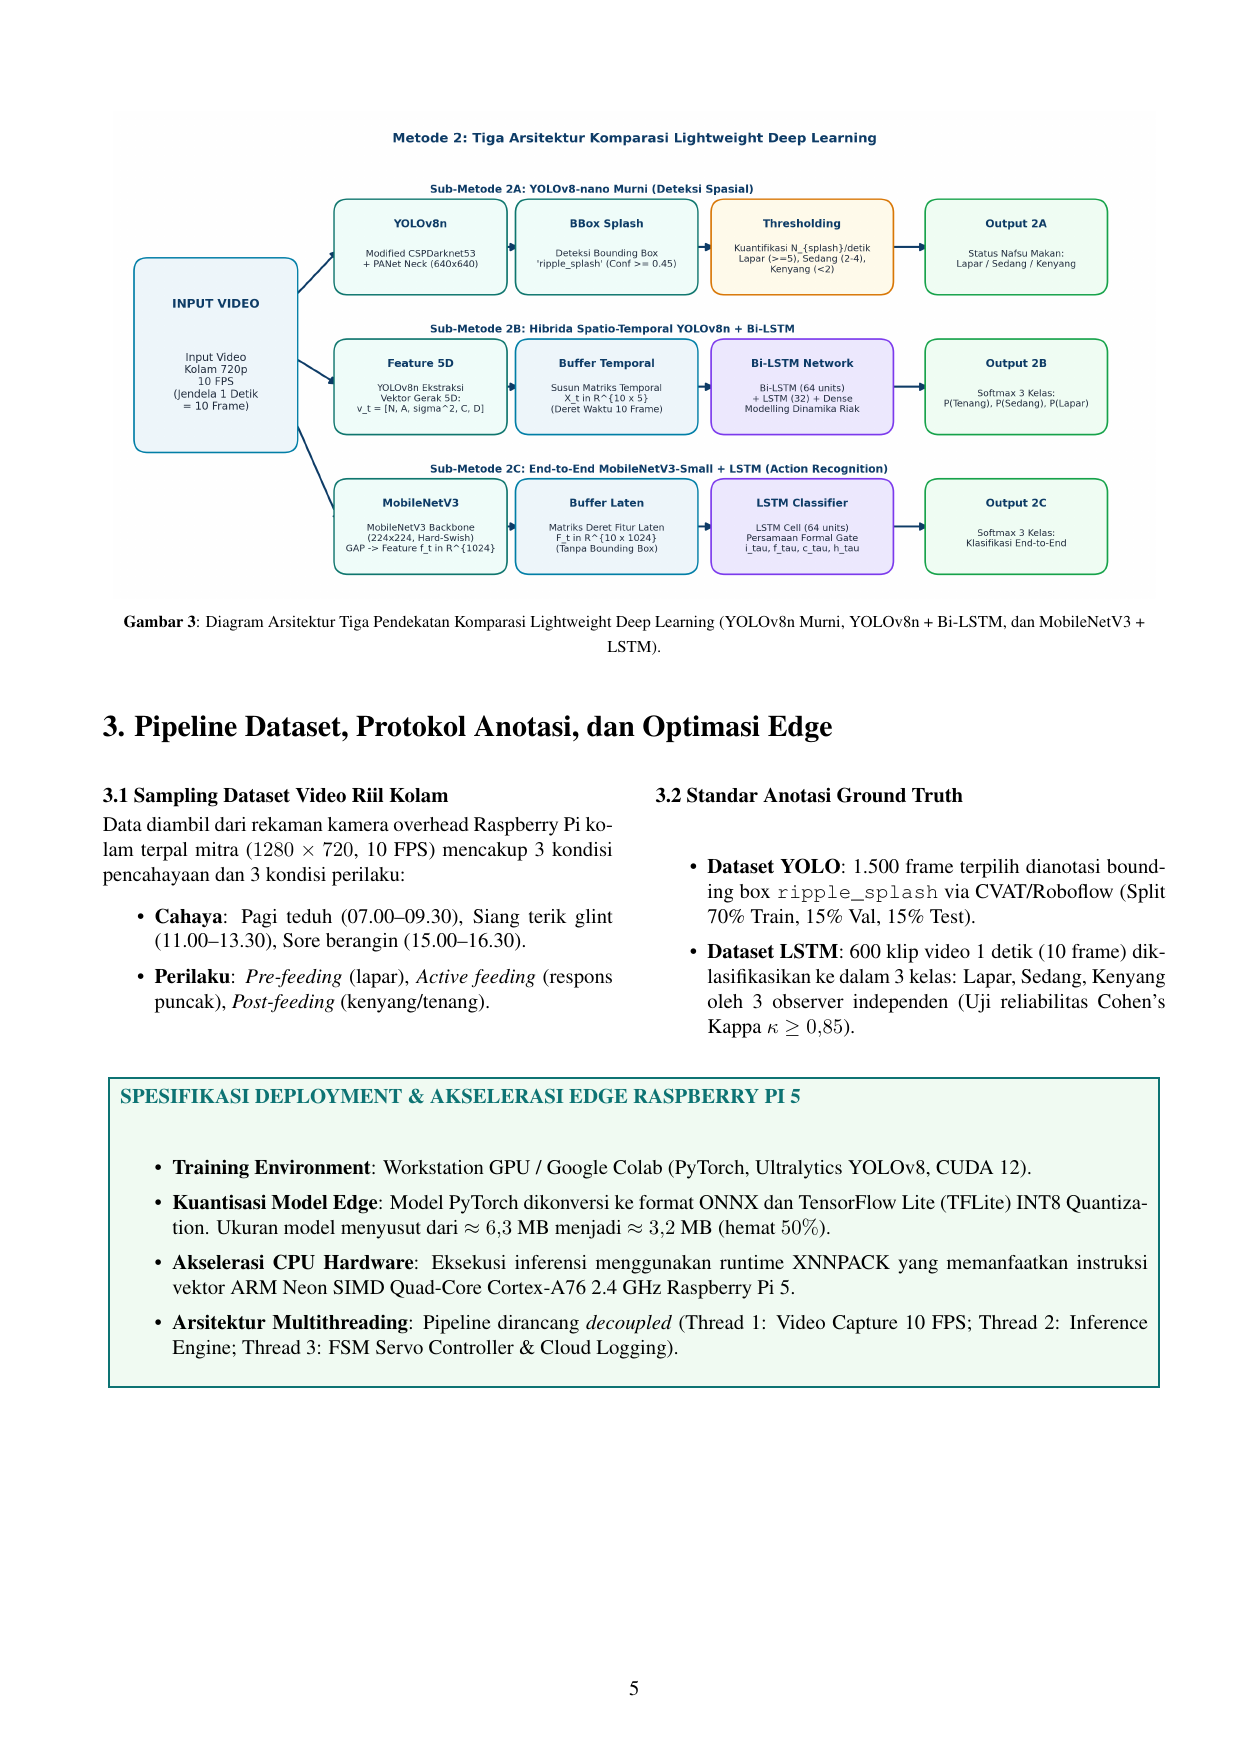 Metode 2: Tiga Arsitektur Komparasi Lightweight Deep Learning
INPUT VIDEO
Input Video
Kolam 720p
10 FPS
(Jendela 1 Detik
= 10 Frame)
Sub-Metode 2A: YOLOv8-nano Murni (Deteksi Spasial)
YOLOv8n
Modified CSPDarknet53
+ PANet Neck (640x640)
BBox Splash
Deteksi Bounding Box
'ripple_splash' (Conf >= 0.45)
Thresholding
Kuantifikasi N_{splash}/detik
Lapar (>=5), Sedang (2-4),
Kenyang (<2)
Output 2A
Status Nafsu Makan:
Lapar / Sedang / Kenyang
Sub-Metode 2B: Hibrida Spatio-Temporal YOLOv8n + Bi-LSTM
Feature 5D
YOLOv8n Ekstraksi
Vektor Gerak 5D:
v_t = [N, A, sigma^2, C, D]
Buffer Temporal
Susun Matriks Temporal
X_t in R^{10 x 5}
(Deret Waktu 10 Frame)
Bi-LSTM Network
Bi-LSTM (64 units)
+ LSTM (32) + Dense
Modelling Dinamika Riak
Output 2B
Softmax 3 Kelas:
P(Tenang), P(Sedang), P(Lapar)
Sub-Metode 2C: End-to-End MobileNetV3-Small + LSTM (Action Recognition)
MobileNetV3
MobileNetV3 Backbone
(224x224, Hard-Swish)
GAP -> Feature f_t in R^{1024}
Buffer Laten
Matriks Deret Fitur Laten
F_t in R^{10 x 1024}
(Tanpa Bounding Box)
LSTM Classifier
LSTM Cell (64 units)
Persamaan Formal Gate
i_tau, f_tau, c_tau, h_tau
Output 2C
Softmax 3 Kelas:
Klasifikasi End-to-End
Gambar 3: Diagram Arsitektur Tiga Pendekatan Komparasi Lightweight Deep Learning (YOLOv8n Murni, YOLOv8n + Bi-LSTM, dan MobileNetV3 +
LSTM).
3. Pipeline Dataset, Protokol Anotasi, dan Optimasi Edge
3.1 Sampling Dataset Video Riil Kolam
Data diambil dari rekaman kamera overhead Raspberry Pi ko-
lam terpal mitra (1280 × 720, 10 FPS) mencakup 3 kondisi
pencahayaan dan 3 kondisi perilaku:
• Cahaya: Pagi teduh (07.00–09.30), Siang terik glint
(11.00–13.30), Sore berangin (15.00–16.30).
• Perilaku: Pre-feeding (lapar), Active feeding (respons
puncak), Post-feeding (kenyang/tenang).
3.2 Standar Anotasi Ground Truth
• Dataset YOLO: 1.500 frame terpilih dianotasi bound-
ing box ripple_splash via CVAT/Roboflow (Split
70% Train, 15% Val, 15% Test).
• Dataset LSTM: 600 klip video 1 detik (10 frame) dik-
lasifikasikan ke dalam 3 kelas: Lapar, Sedang, Kenyang
oleh 3 observer independen (Uji reliabilitas Cohen's
Kappa κ ≥ 0,85).
SPESIFIKASI DEPLOYMENT & AKSELERASI EDGE RASPBERRY PI 5
• Training Environment: Workstation GPU / Google Colab (PyTorch, Ultralytics YOLOv8, CUDA 12).
• Kuantisasi Model Edge: Model PyTorch dikonversi ke format ONNX dan TensorFlow Lite (TFLite) INT8 Quantiza-
tion. Ukuran model menyusut dari ≈ 6,3 MB menjadi ≈ 3,2 MB (hemat 50%).
• Akselerasi CPU Hardware: Eksekusi inferensi menggunakan runtime XNNPACK yang memanfaatkan instruksi
vektor ARM Neon SIMD Quad-Core Cortex-A76 2.4 GHz Raspberry Pi 5.
• Arsitektur Multithreading: Pipeline dirancang decoupled (Thread 1: Video Capture 10 FPS; Thread 2: Inference
Engine; Thread 3: FSM Servo Controller & Cloud Logging).
5